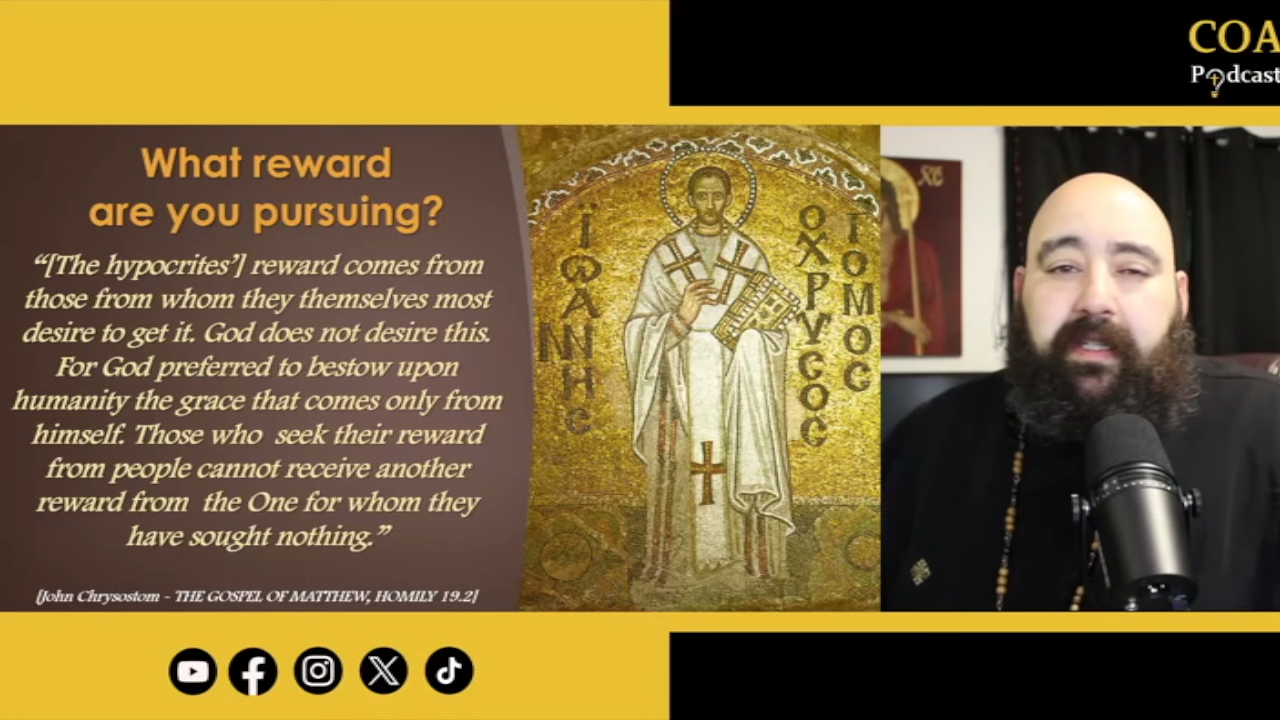 COA
Podcast
What reward
are you pursuing?
“[The hypocrites’] reward comes from
those from whom they themselves most
desire to get it. God does not desire this.
For God preferred to bestow upon
humanity the grace that comes only from
himself. Those who seek their reward
from people cannot receive another
reward from the One for whom they
have sought nothing.”
[John Chrysostom - THE GOSPEL OF MATTHEW, HOMILY 19.2]
ΙΩΑΝΝΗϹ
ΟΧΡΥϹΟϹ
ΤΟΜΟϹ